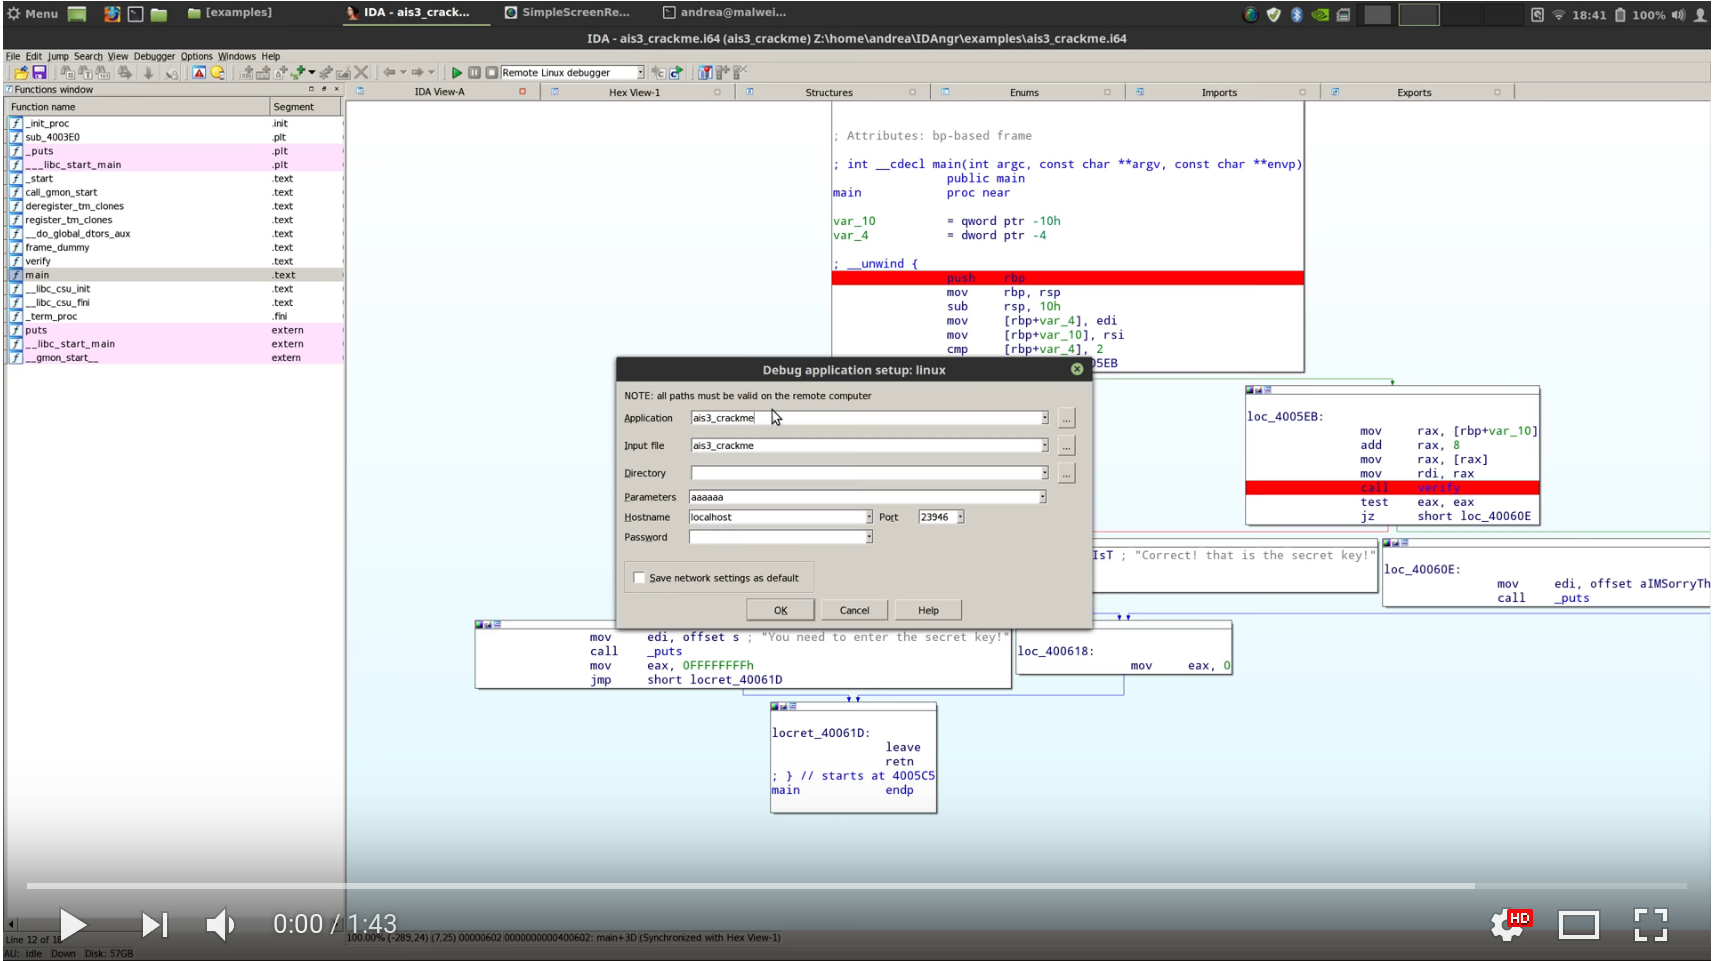 Menu
[examples]
IDA - ais3_crack...
SimpleScreenRe...
andrea@malwei...
18:41
100%
IDA - ais3_crackme.i64 (ais3_crackme) Z:\home\andrea\IDAngr\examples\ais3_crackme.i64
File Edit Jump Search View Debugger Options Windows Help
Remote Linux debugger
Functions window
IDA View-A
Hex View-1
Structures
Enums
Imports
Exports
Function name Segment
_init_proc .init
sub_4003E0 .plt
_puts .plt
___libc_start_main .plt
_start .text
call_gmon_start .text
deregister_tm_clones .text
register_tm_clones .text
__do_global_dtors_aux .text
frame_dummy .text
verify .text
main .text
__libc_csu_init .text
__libc_csu_fini .text
_term_proc .fini
puts extern
__libc_start_main extern
__gmon_start__ extern
; Attributes: bp-based frame
; int __cdecl main(int argc, const char **argv, const char **envp)
public main
main proc near
var_10 = qword ptr -10h
var_4 = dword ptr -4
; __unwind {
push rbp
mov rbp, rsp
sub rsp, 10h
mov [rbp+var_4], edi
mov [rbp+var_10], rsi
cmp [rbp+var_4], 2
05EB
Debug application setup: linux
NOTE: all paths must be valid on the remote computer
Application ais3_crackme ...
Input file ais3_crackme ...
Directory ...
Parameters aaaaaa
Hostname localhost Port 23946
Password
Save network settings as default
OK Cancel Help
loc_4005EB:
mov rax, [rbp+var_10]
add rax, 8
mov rax, [rax]
mov rdi, rax
call verify
test eax, eax
jz short loc_40060E
IsT ; "Correct! that is the secret key!"
loc_40060E:
mov edi, offset aIMSorryTh
call _puts
mov edi, offset s ; "You need to enter the secret key!"
call _puts
mov eax, 0FFFFFFFFh
jmp short locret_40061D
loc_400618:
mov eax, 0
locret_40061D:
leave
retn
; } // starts at 4005C5
main endp
0:00 / 1:43
HD
Line 12 of 18
100.00% (-289,24) (7,25) 00000602 0000000000400602: main+3D (Synchronized with Hex View-1)
AU: idle Down Disk: 57GB